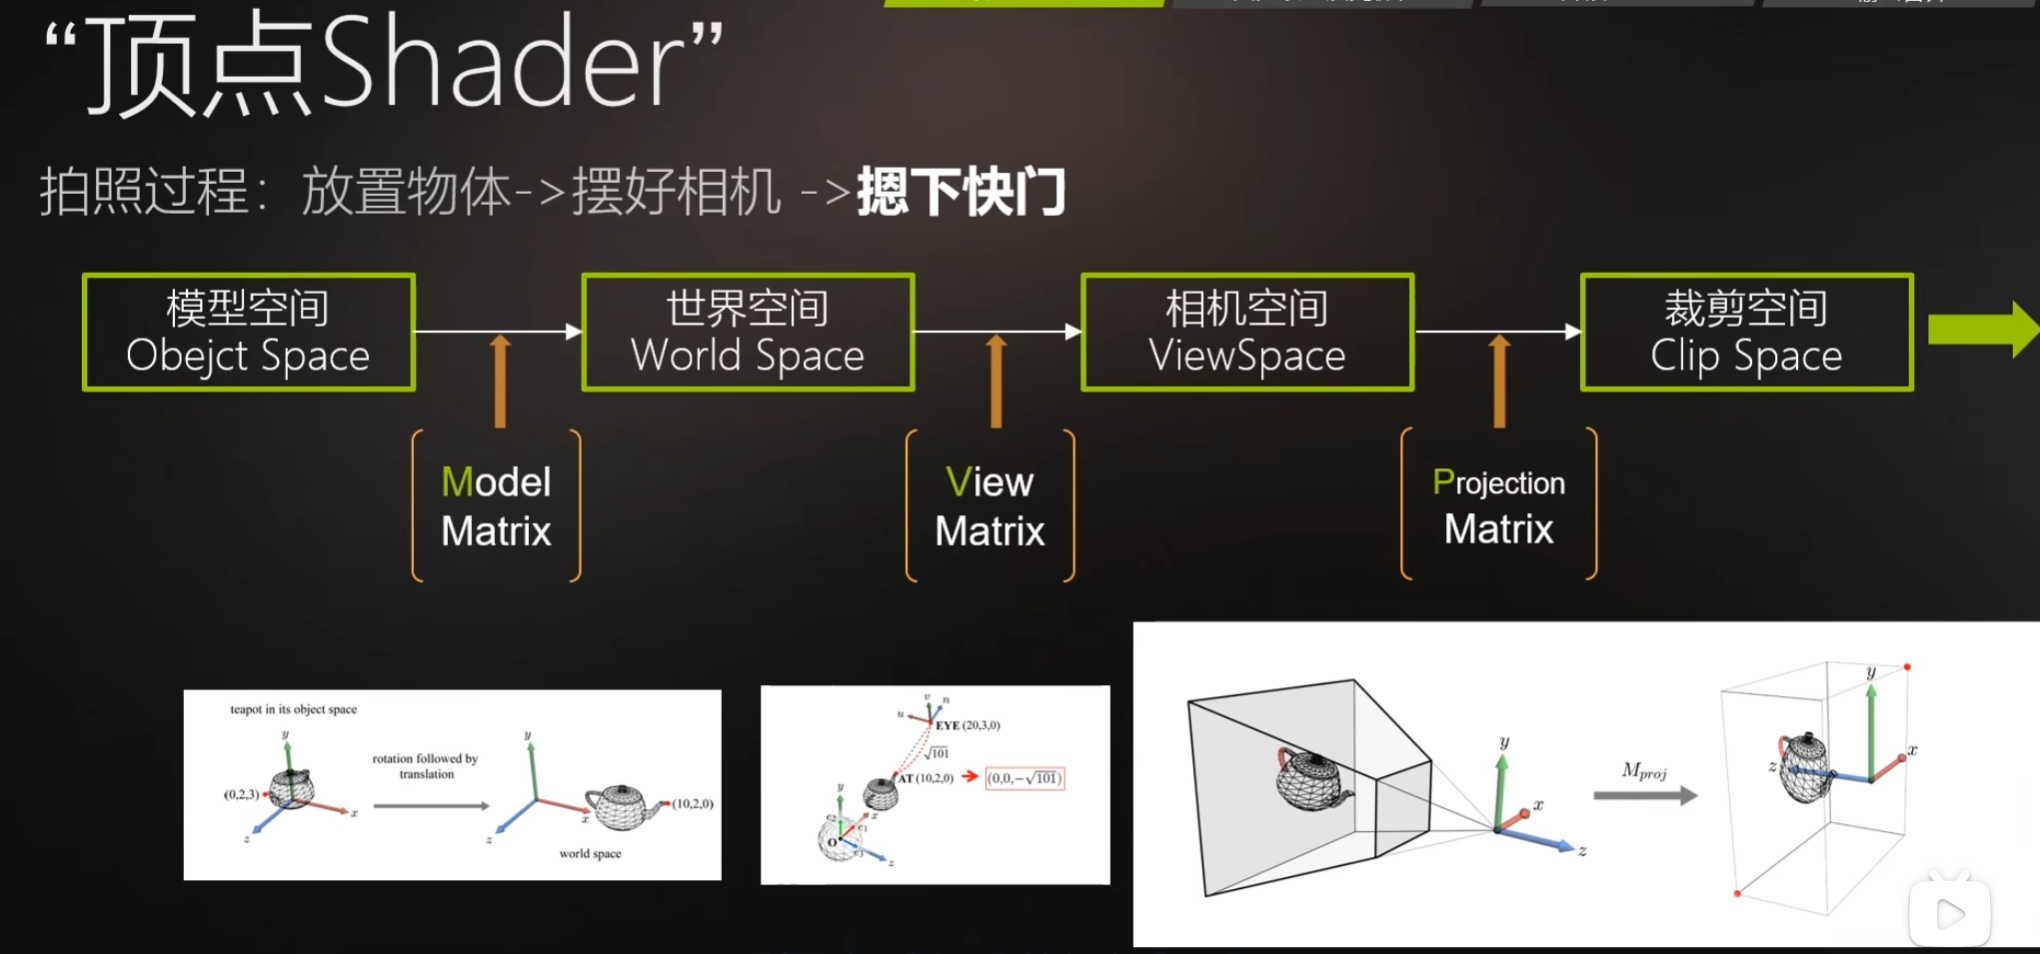 “顶点Shader”
拍照过程：放置物体->摆好相机 ->摁下快门
模型空间
Obejct Space
世界空间
World Space
相机空间
ViewSpace
裁剪空间
Clip Space
Model
Matrix
View
Matrix
Projection
Matrix
teapot in its object space
y
(0,2,3)
x
z
rotation followed by
translation
y
x
z
(10,2,0)
world space
v
n
u
EYE (20,3,0)
√101
AT (10,2,0)
(0,0,−√101)
y
x
e2
e1
O
e3
z
y
x
z
Mproj
y
x
z